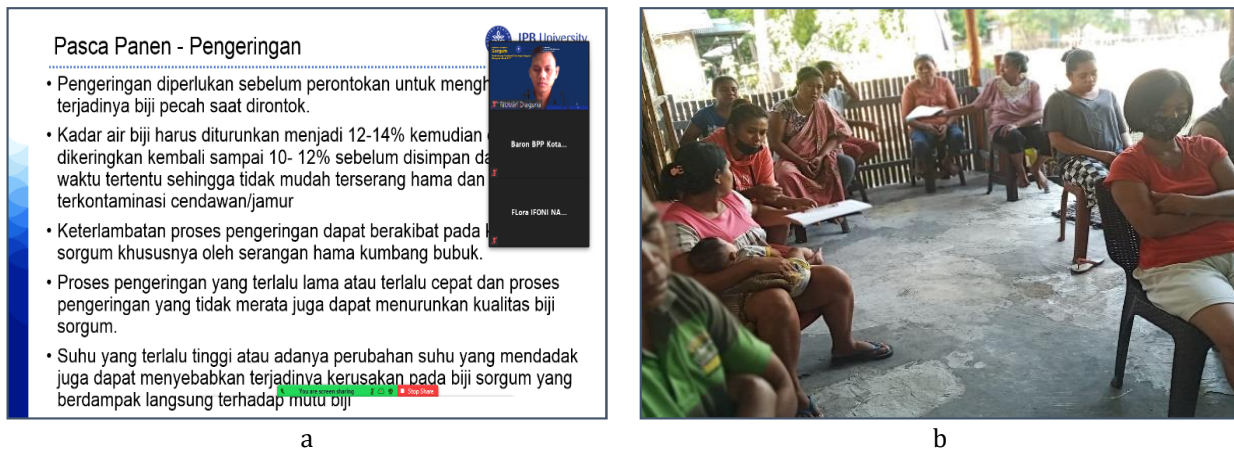 Pasca Panen - Pengeringan
IPB University
• Pengeringan diperlukan sebelum perontokan untuk
terjadinya biji pecah saat dirontok.
• Kadar air biji harus diturunkan menjadi 12-14% kemudian
dikeringkan kembali sampai 10- 12% sebelum disimpan
waktu tertentu sehingga tidak mudah terserang hama dan
terkontaminasi cendawan/jamur
• Keterlambatan proses pengeringan dapat berakibat pada
sorgum khususnya oleh serangan hama kumbang bubuk.
• Proses pengeringan yang terlalu lama atau terlalu cepat dan proses
pengeringan yang tidak merata juga dapat menurunkan kualitas biji
sorgum.
• Suhu yang terlalu tinggi atau adanya perubahan suhu yang mendadak
juga dapat menyebabkan terjadinya kerusakan pada biji sorgum yang
berdampak langsung terhadap mutu biji
Sorgum
Baron BPP Kota...
FLora IFONI NA...
You are screen sharing
Stop Share
a
b